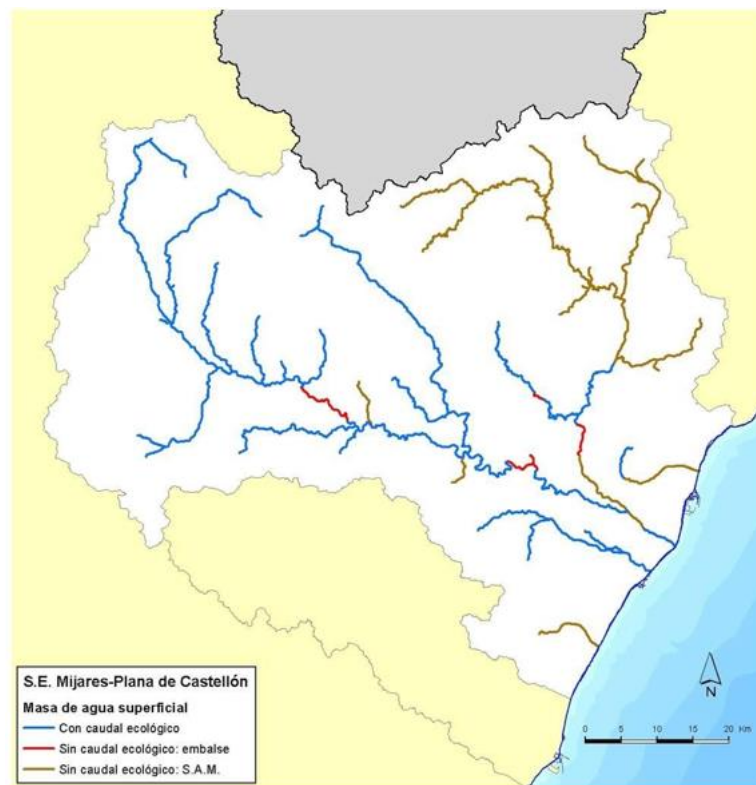 S.E. Mijares-Plana de Castellón
Masa de agua superficial
Con caudal ecológico
Sin caudal ecológico: embalse
Sin caudal ecológico: S.A.M.
N
0 5 10 15 20 Km